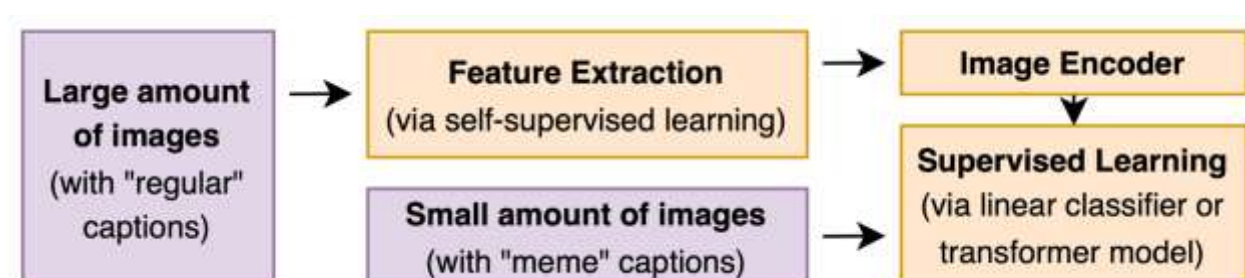 Large amount
of images
(with "regular"
captions)
Feature Extraction
(via self-supervised learning)
Image Encoder
Small amount of images
(with "meme" captions)
Supervised Learning
(via linear classifier or
transformer model)